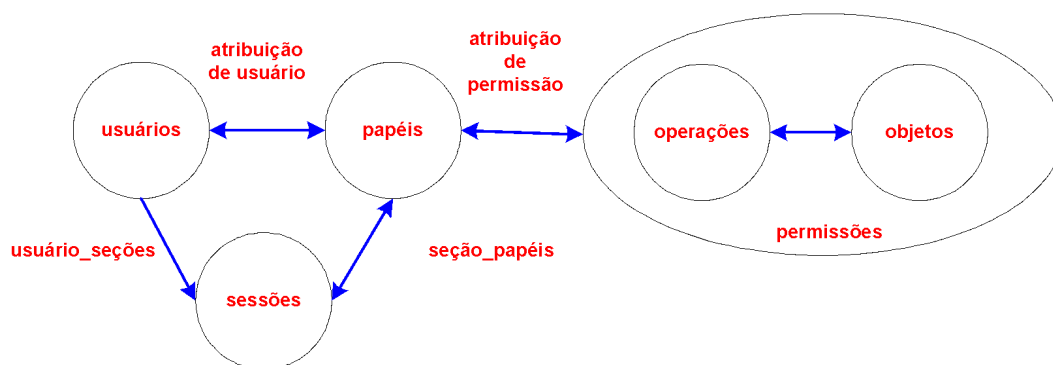 atribuição
de usuário
atribuição
de
permissão
usuários
papéis
operações
objetos
permissões
usuário_seções
seção_papéis
sessões